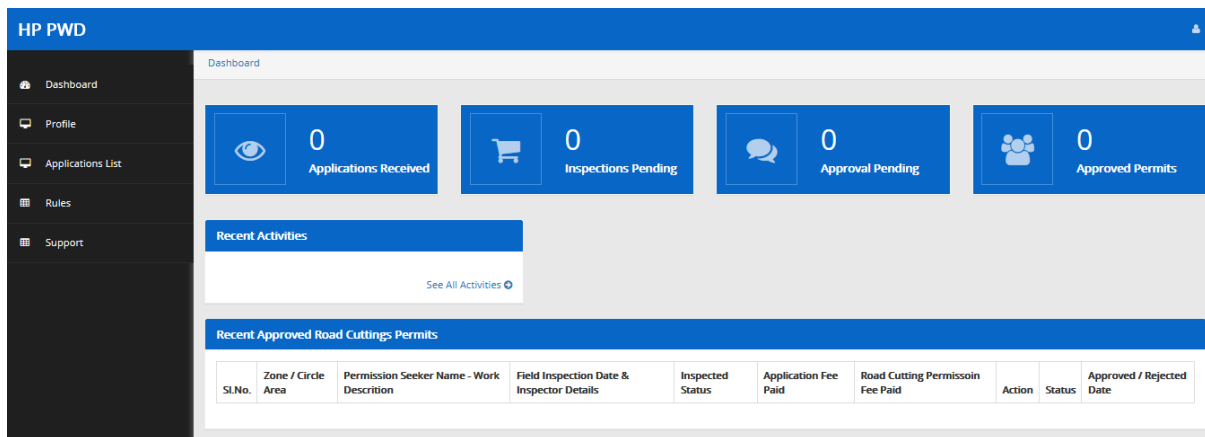 HP PWD
Dashboard
Dashboard
Profile
Applications List
Rules
Support
0
Applications Received
0
Inspections Pending
0
Approval Pending
0
Approved Permits
Recent Activities
See All Activities
Recent Approved Road Cuttings Permits
Sl.No.
Zone / Circle
Area
Permission Seeker Name - Work
Descrition
Field Inspection Date &
Inspector Details
Inspected
Status
Application Fee
Paid
Road Cutting Permissoin
Fee Paid
Action
Status
Approved / Rejected
Date